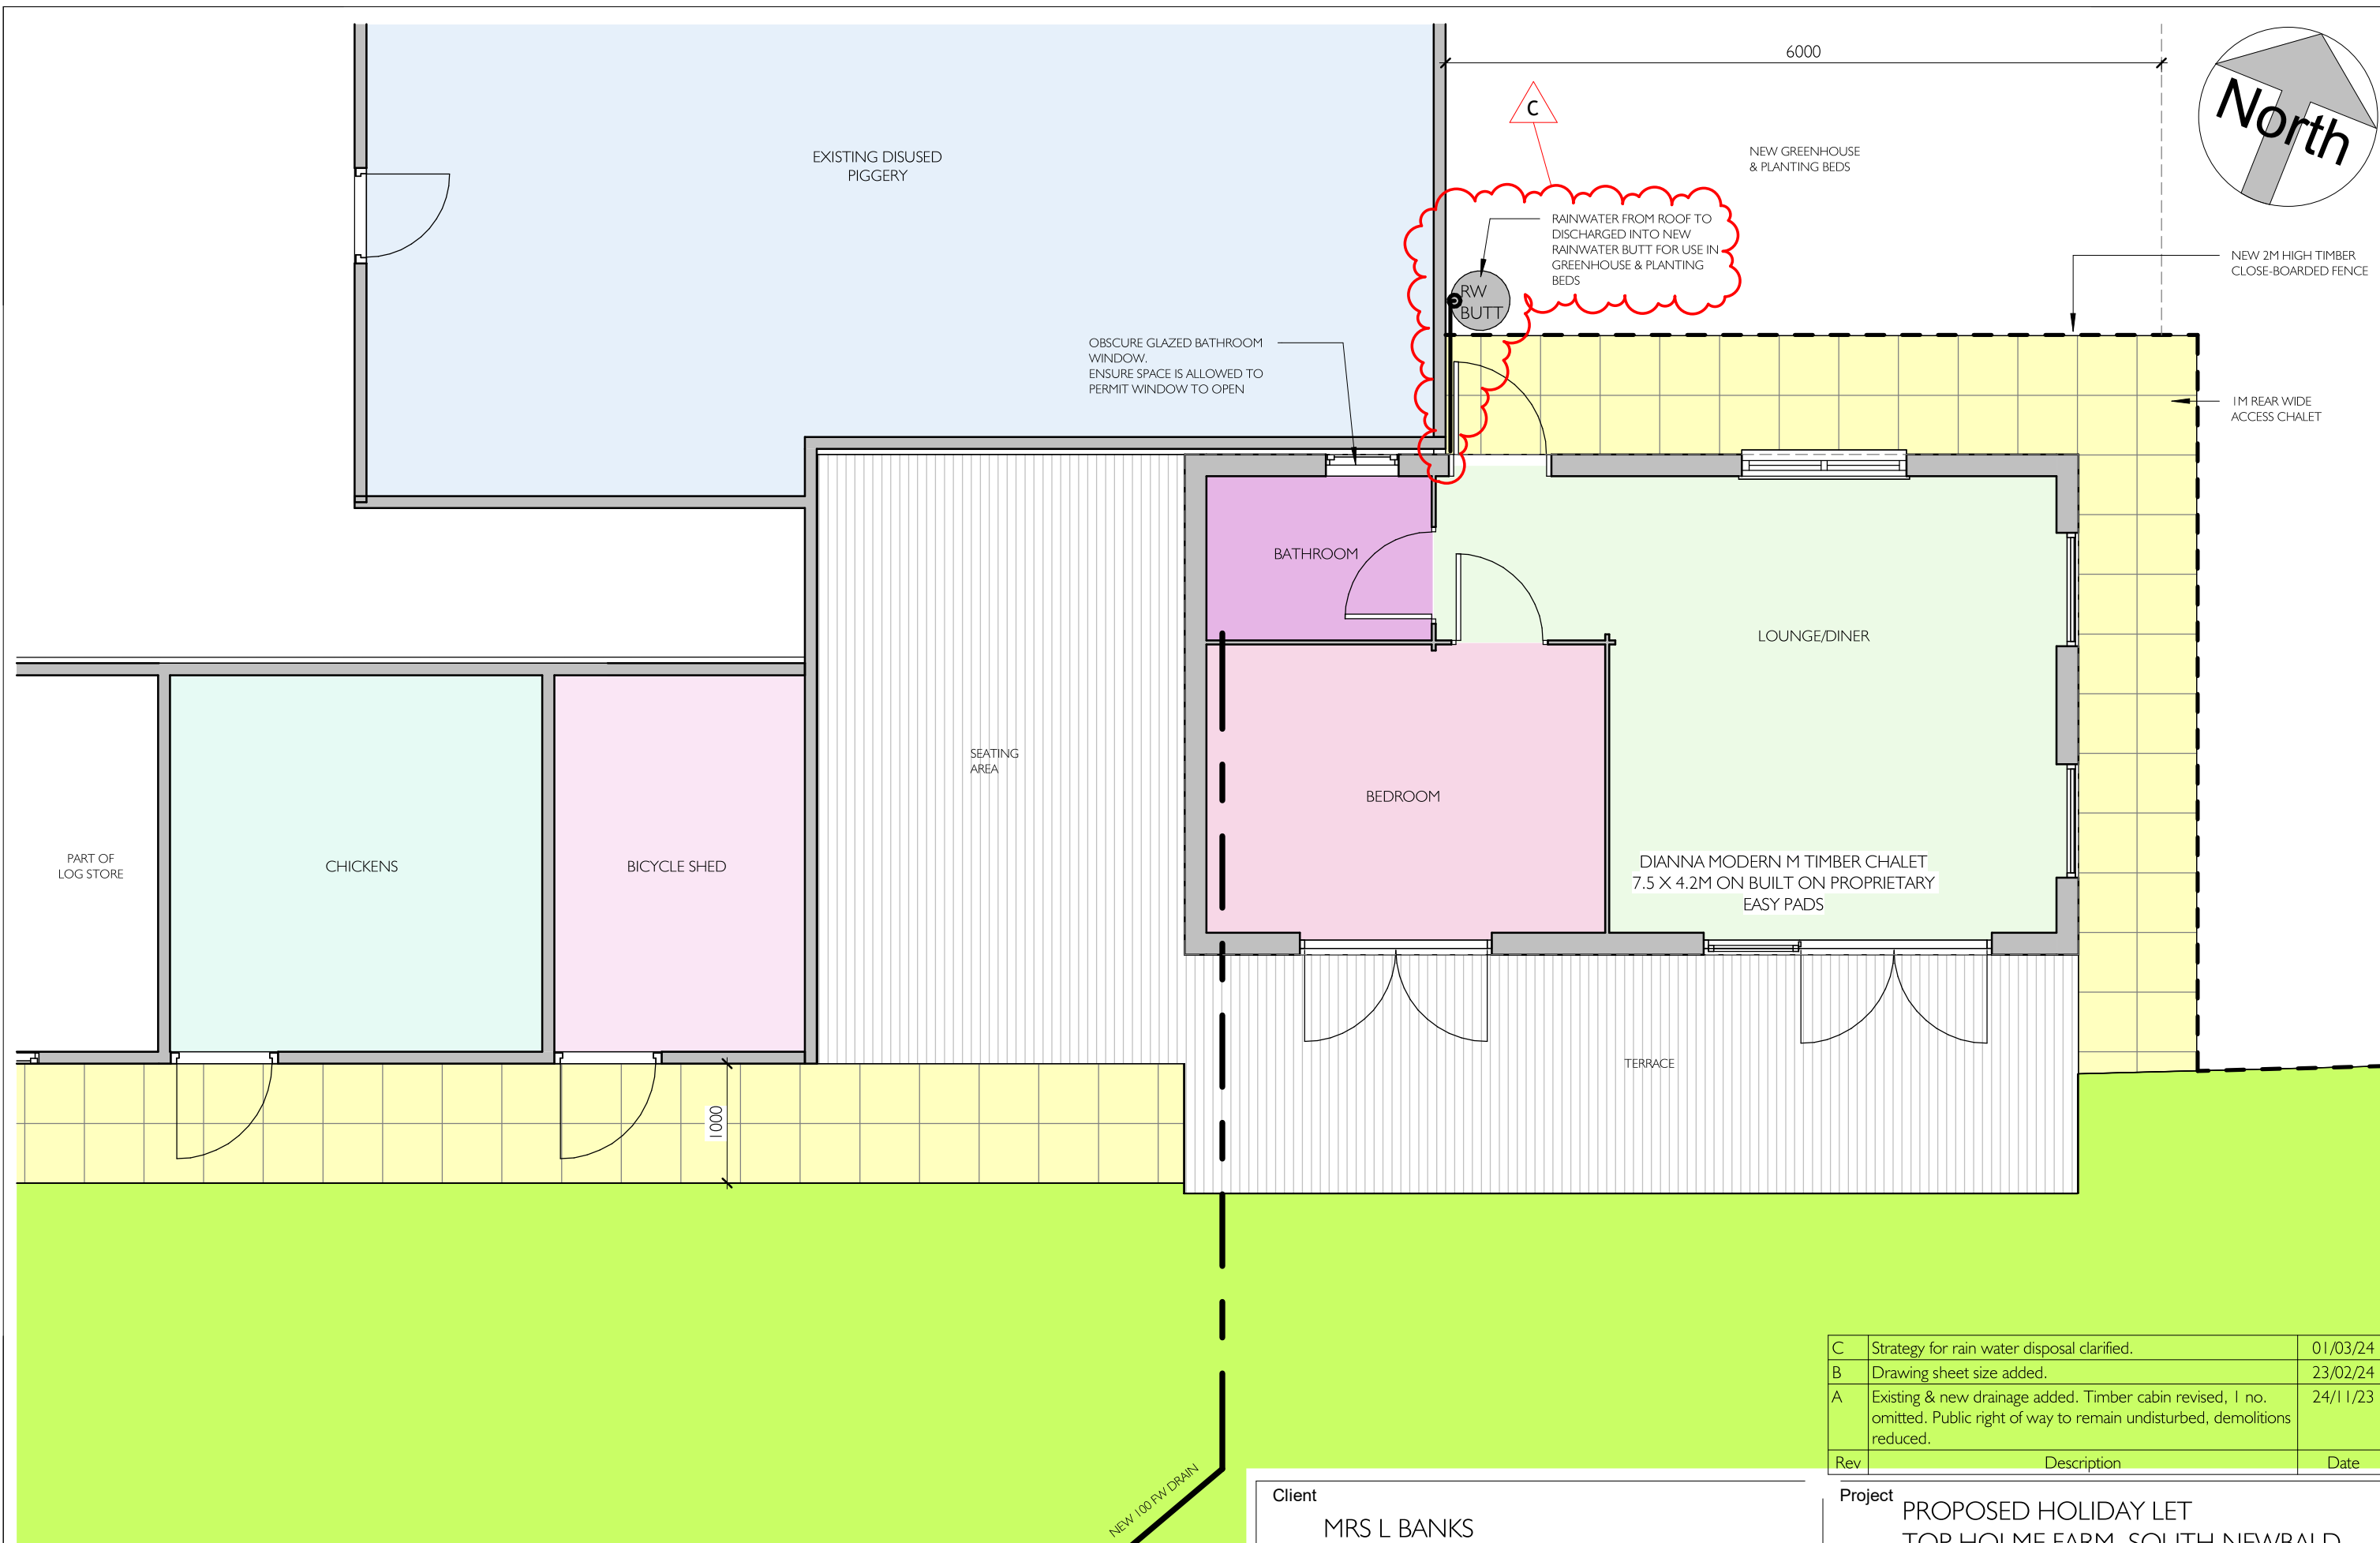 6000
C
North
EXISTING DISUSED
PIGGERY
NEW GREENHOUSE
& PLANTING BEDS
RAINWATER FROM ROOF TO
DISCHARGED INTO NEW
RAINWATER BUTT FOR USE IN
GREENHOUSE & PLANTING
BEDS
NEW 2M HIGH TIMBER
CLOSE-BOARDED FENCE
RW
BUTT
OBSCURE GLAZED BATHROOM
WINDOW.
ENSURE SPACE IS ALLOWED TO
PERMIT WINDOW TO OPEN
1M REAR WIDE
ACCESS CHALET
BATHROOM
LOUNGE/DINER
SEATING
AREA
BEDROOM
PART OF
LOG STORE
CHICKENS
BICYCLE SHED
DIANNA MODERN M TIMBER CHALET
7.5 X 4.2M ON BUILT ON PROPRIETARY
EASY PADS
TERRACE
1000
C Strategy for rain water disposal clarified. 01/03/24
B Drawing sheet size added. 23/02/24
A Existing & new drainage added. Timber cabin revised, 1 no. 24/11/23
omitted. Public right of way to remain undisturbed, demolitions
reduced.
Rev Description Date
NEW 100 FW DRAIN
Client
MRS L BANKS
Project
PROPOSED HOLIDAY LET
TOP HOLME FARM, SOUTH NEWBALD